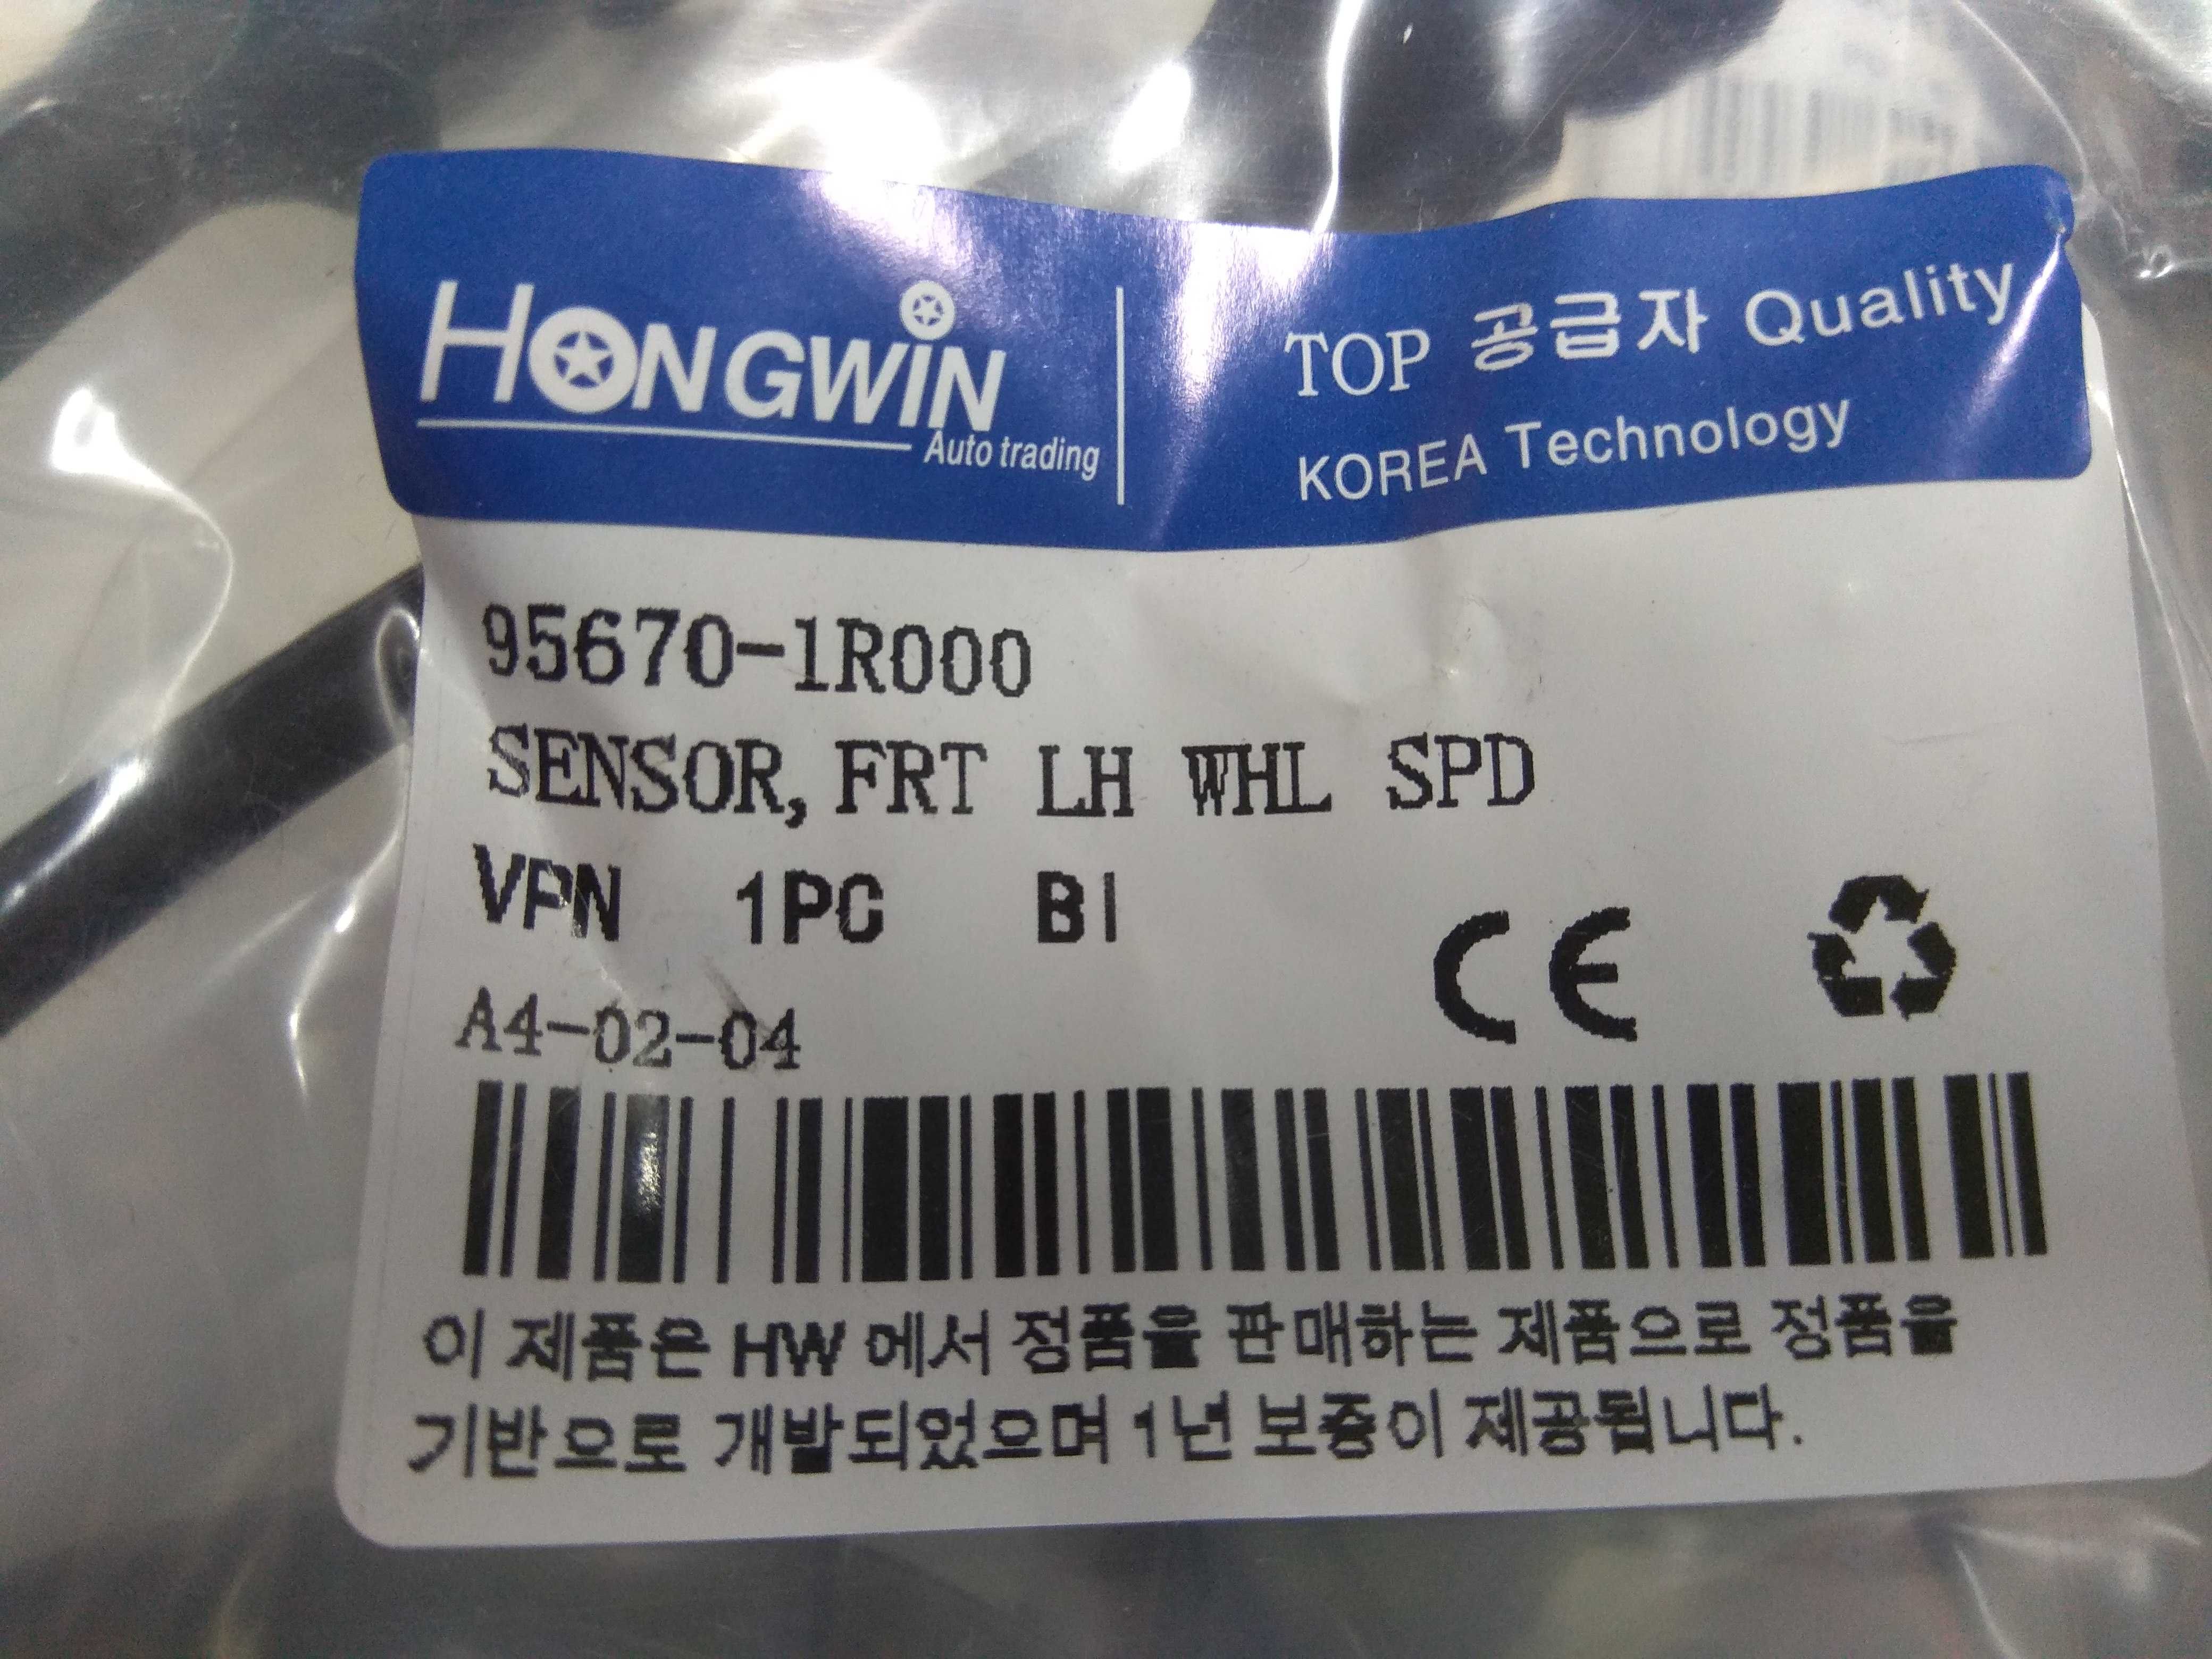 HONGWIN
Auto trading
TOP 공급자 Quality
KOREA Technology
95670-1R000
SENSOR, FRT LH WHL SPD
VPN 1PC BI
A4-02-04
CE
이 제품은 HW 에서 정품을 판매하는 제품으로 정품을
기반으로 개발되었으며 1년 보증이 제공됩니다.